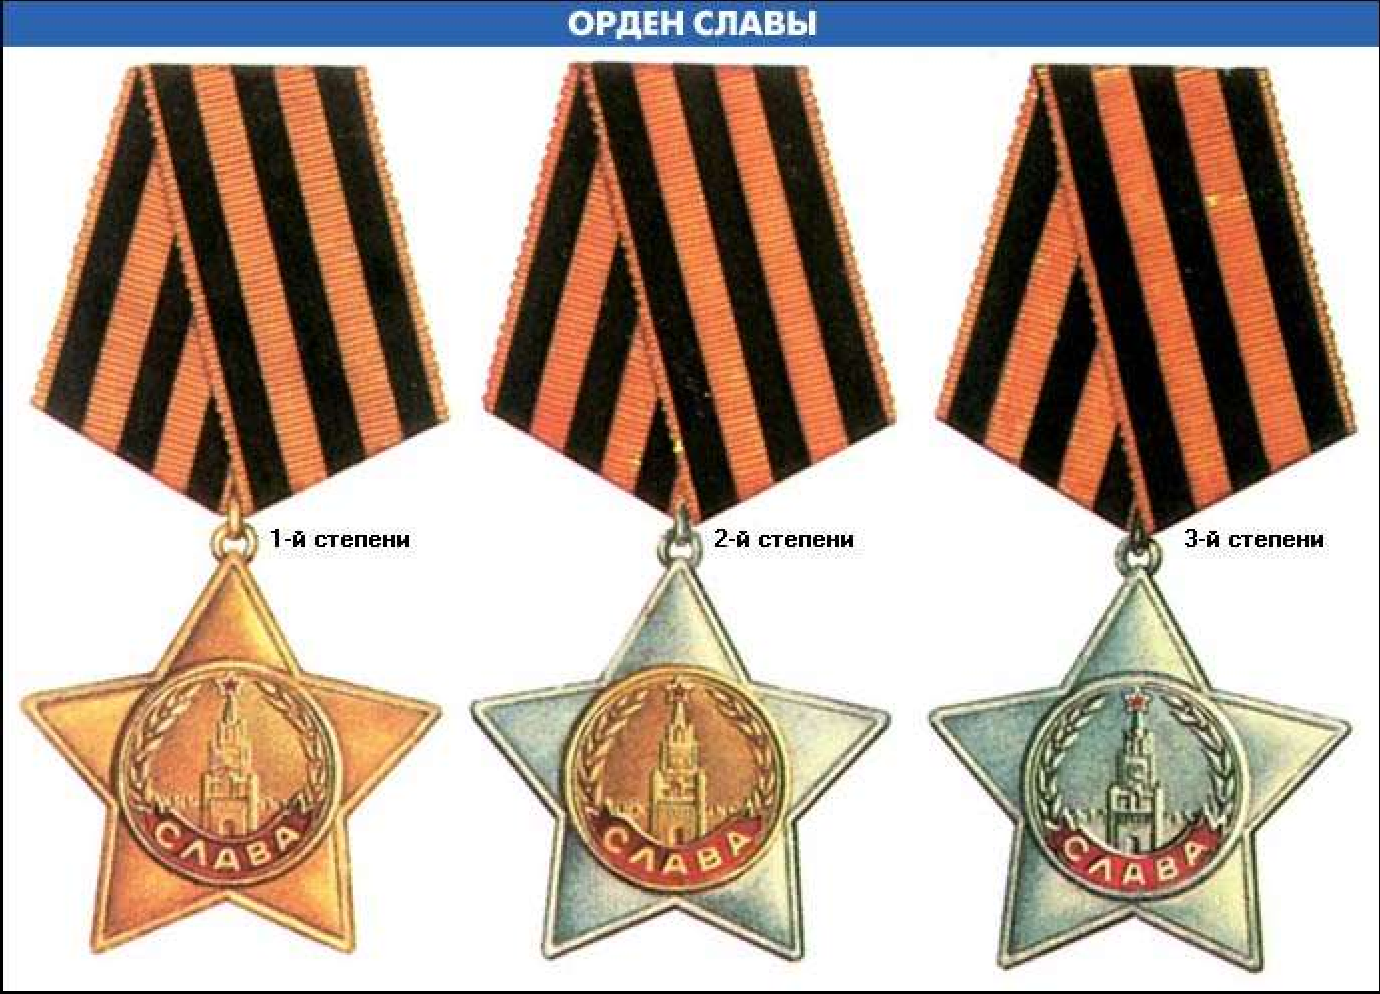 ОРДЕН СЛАВЫ
1-й степени
2-й степени
3-й степени
СЛАВА
СЛАВА
СЛАВА